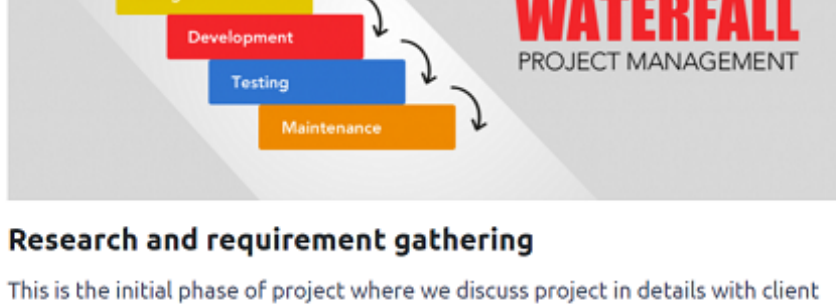 WATERFALL
Development
PROJECT MANAGEMENT
Testing
Maintenance
Research and requirement gathering
This is the initial phase of project where we discuss project in details with client